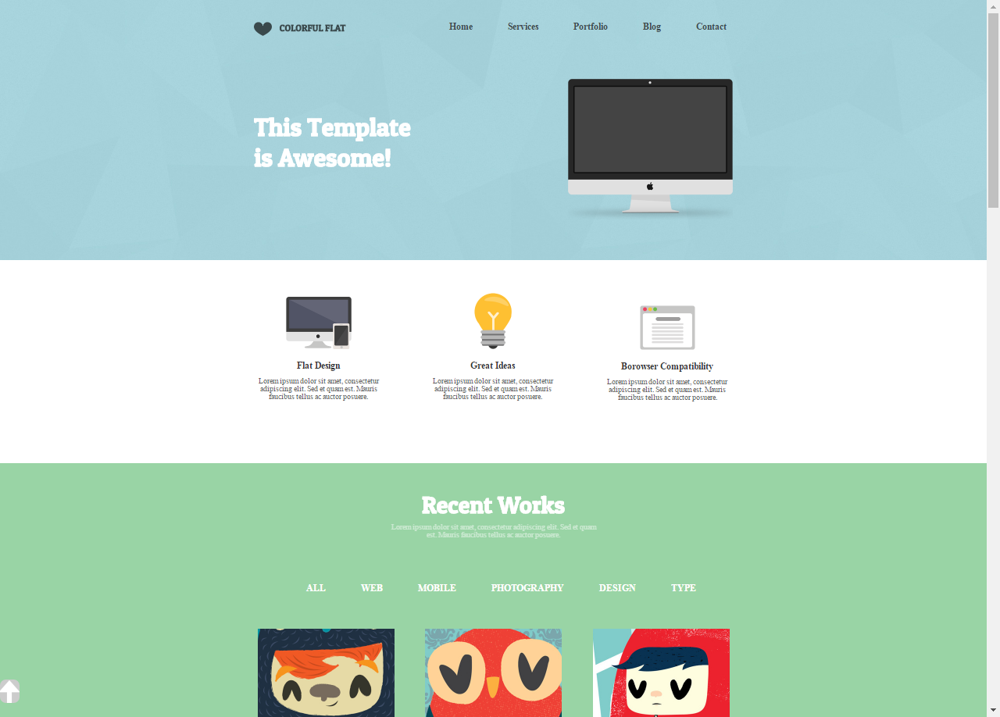 COLORFUL FLAT
Home Services Portfolio Blog Contact
This Template
is Awesome!
Flat Design
Lorem ipsum dolor sit amet, consectetur
adipiscing elit. Sed et quam est. Mauris
faucibus tellus ac auctor posuere.
Great Ideas
Lorem ipsum dolor sit amet, consectetur
adipiscing elit. Sed et quam est. Mauris
faucibus tellus ac auctor posuere.
Borowser Compatibility
Lorem ipsum dolor sit amet, consectetur
adipiscing elit. Sed et quam est. Mauris
faucibus tellus ac auctor posuere.
Recent Works
Lorem ipsum dolor sit amet, consectetur adipiscing elit. Sed et quam
est. Mauris faucibus tellus ac auctor posuere.
ALL WEB MOBILE PHOTOGRAPHY DESIGN TYPE